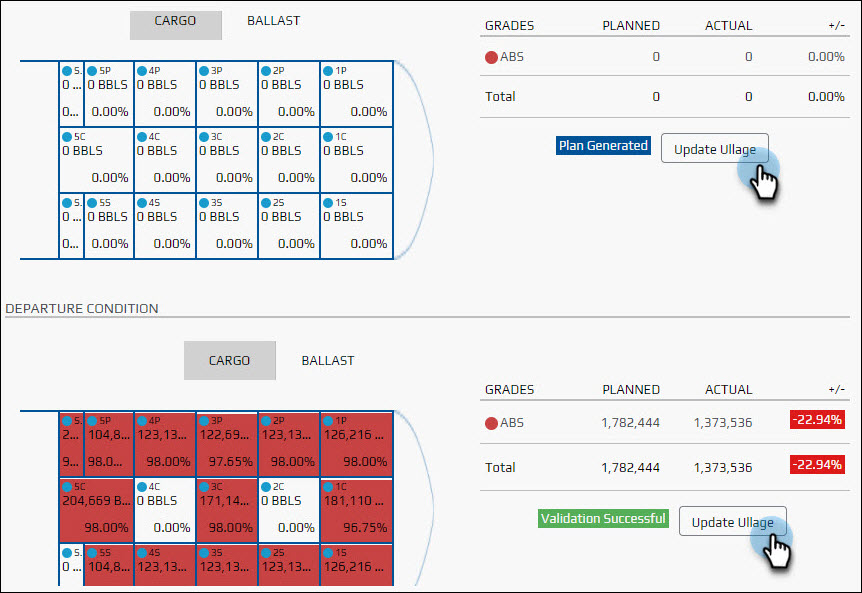 CARGO BALLAST
GRADES PLANNED ACTUAL +/-
ABS 0 0 0.00%
Total 0 0 0.00%
Plan Generated Update Ullage
S. 5P 4P 3P 2P 1P
0 ... 0 BBLS 0 BBLS 0 BBLS 0 BBLS 0 BBLS
0... 0.00% 0.00% 0.00% 0.00% 0.00%
5C 4C 3C 2C 1C
0 BBLS 0 BBLS 0 BBLS 0 BBLS 0 BBLS
0.00% 0.00% 0.00% 0.00% 0.00%
S. 5S 4S 3S 2S 1S
0 ... 0 BBLS 0 BBLS 0 BBLS 0 BBLS 0 BBLS
0... 0.00% 0.00% 0.00% 0.00% 0.00%
DEPARTURE CONDITION
CARGO BALLAST
GRADES PLANNED ACTUAL +/-
ABS 1,782,444 1,373,536 -22.94%
Total 1,782,444 1,373,536 -22.94%
Validation Successful Update Ullage
S. 5P 4P 3P 2P 1P
2... 104,8... 123,13... 122,69... 123,13... 126,216 ...
9... 98.0... 98.00% 97.65% 98.00% 98.00%
5C 4C 3C 2C 1C
204,669 B... 0 BBLS 171,14... 0 BBLS 181,110 ...
98.00% 0.00% 98.00% 0.00% 96.75%
S. 5S 4S 3S 2S 1S
0 ... 104,8... 123,13... 123,13... 123,13... 126,216 ...